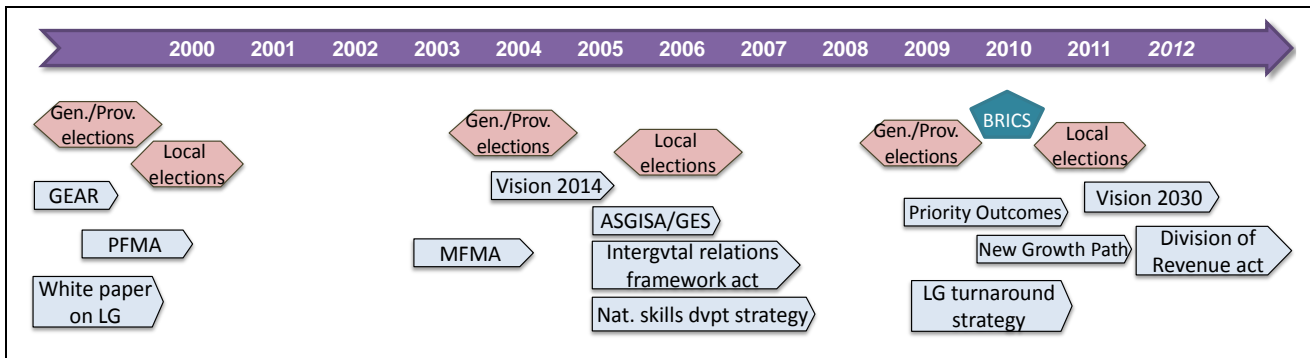 2000 2001 2002 2003 2004 2005 2006 2007 2008 2009 2010 2011 2012
Gen./Prov.
elections
Local
elections
GEAR
PFMA
White paper
on LG
Gen./Prov.
elections
Local
elections
Vision 2014
ASGISA/GES
MFMA
Intergvtal relations
framework act
Nat. skills dvpt strategy
Gen./Prov.
elections
BRICS
Local
elections
Vision 2030
Priority Outcomes
New Growth Path
Division of
Revenue act
LG turnaround
strategy